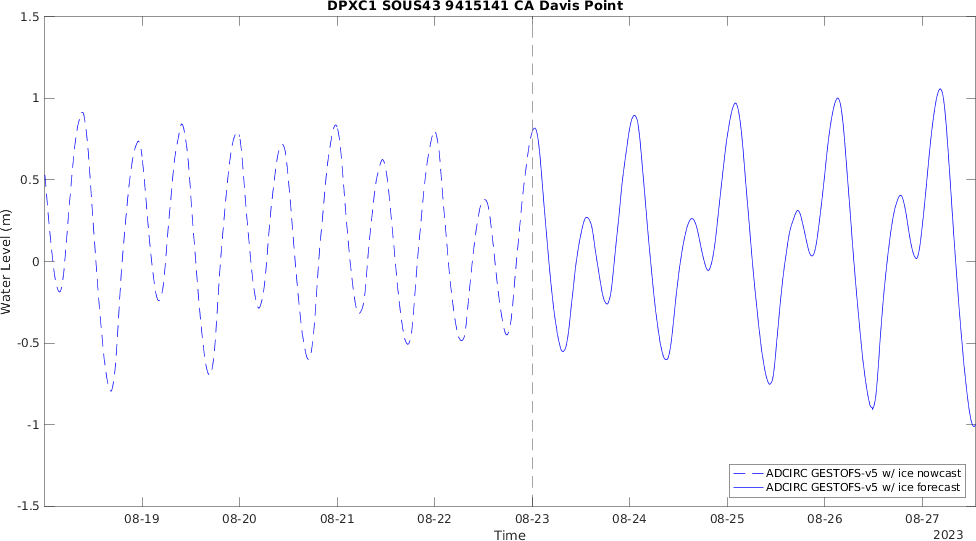 DPXC1 SOUS43 9415141 CA Davis Point
1.5
1
0.5
0
-0.5
-1
-1.5
Water Level (m)
08-19 08-20 08-21 08-22 08-23 08-24 08-25 08-26 08-27
Time
2023
ADCIRC GESTOFS-v5 w/ ice nowcast
ADCIRC GESTOFS-v5 w/ ice forecast